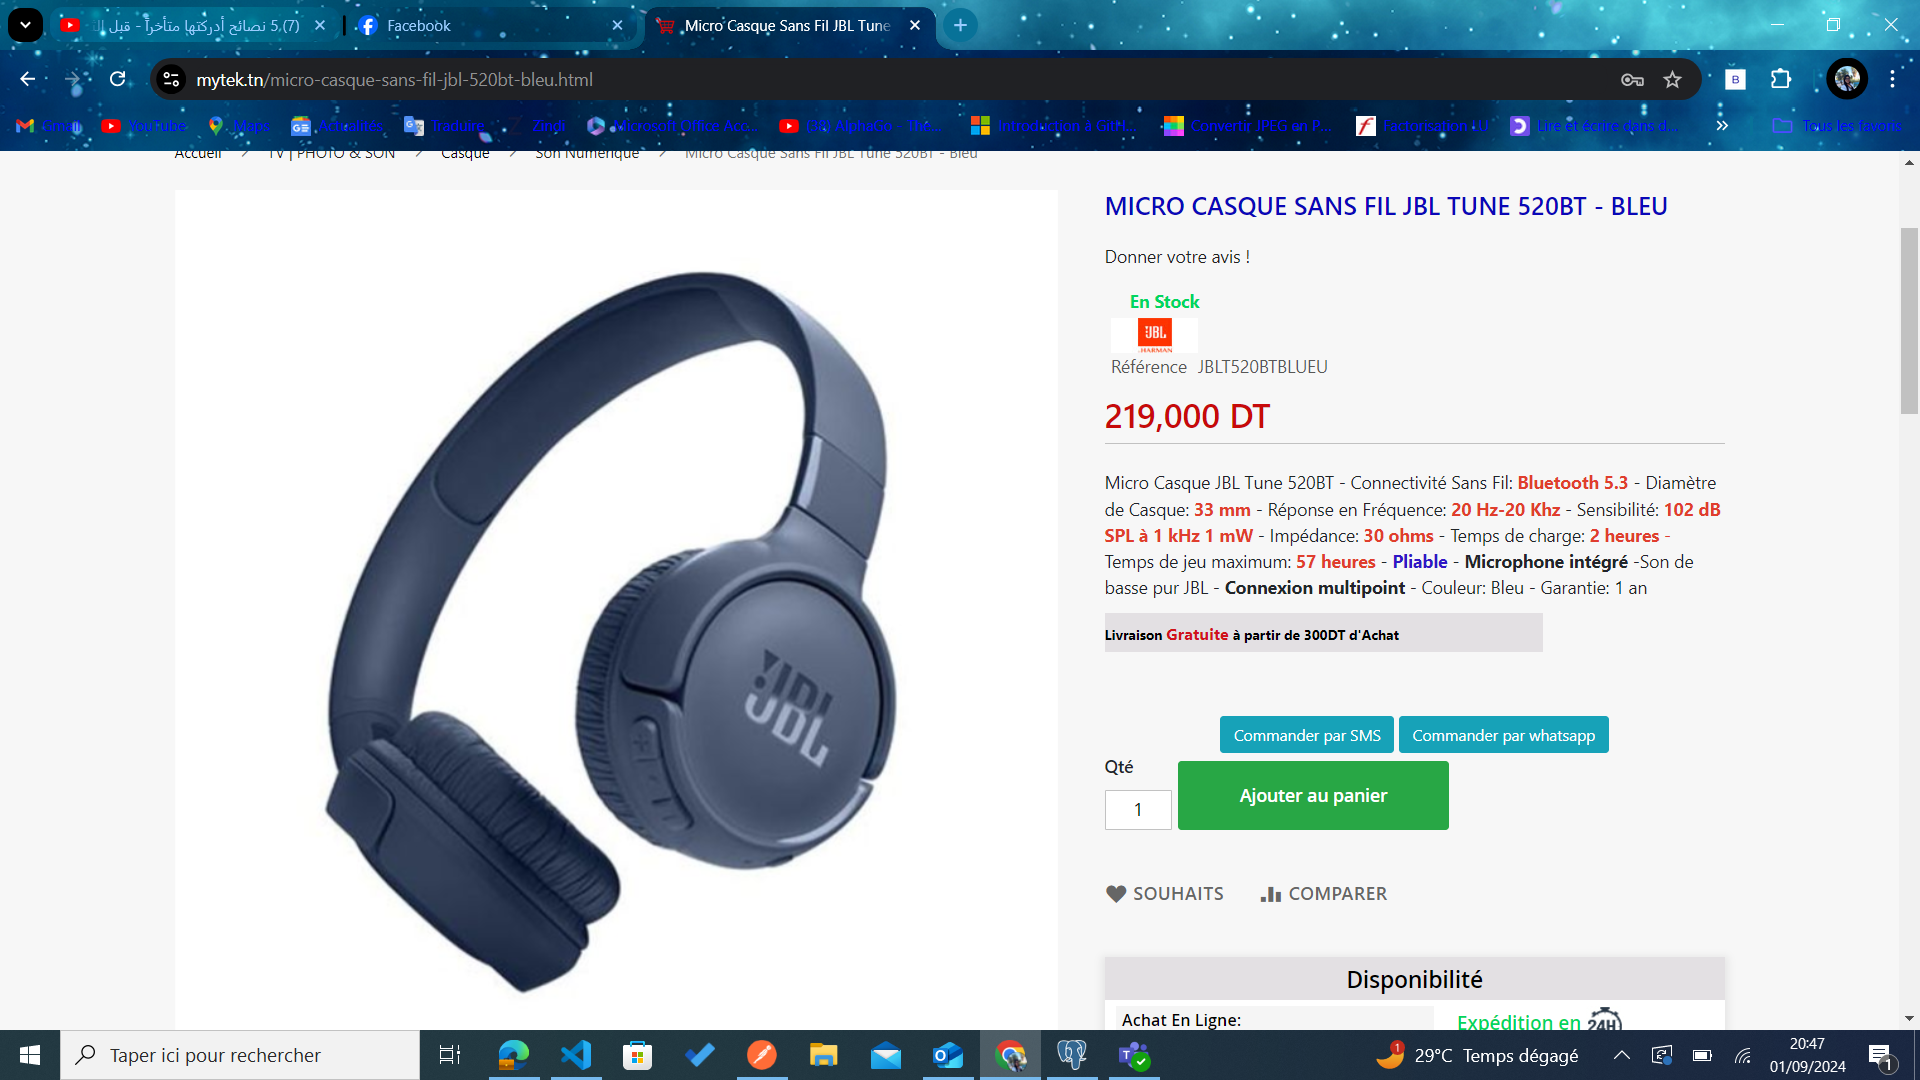 (7) 5 نصائح أدركتها متأخراً - قبل ال
Facebook
Micro Casque Sans Fil JBL Tune
mytek.tn/micro-casque-sans-fil-jbl-520bt-bleu.html
Gmail YouTube Maps Actualités Traduire Zindi Microsoft Office Acc... (38) AlphaGo - The... Introduction à Git... Convertir JPEG en P... Factorisation LU Lire et écrire dans d... Tous les favoris
Accueil TV | PHOTO & SON Casque Son Numérique Micro Casque Sans Fil JBL Tune 520BT - Bleu
MICRO CASQUE SANS FIL JBL TUNE 520BT - BLEU
Donner votre avis !
En Stock
JBL
HARMAN
Référence JBLT520BTBLUEU
219,000 DT
Micro Casque JBL Tune 520BT - Connectivité Sans Fil: Bluetooth 5.3 - Diamètre
de Casque: 33 mm - Réponse en Fréquence: 20 Hz-20 Khz - Sensibilité: 102 dB
SPL à 1 kHz 1 mW - Impédance: 30 ohms - Temps de charge: 2 heures -
Temps de jeu maximum: 57 heures - Pliable - Microphone intégré -Son de
basse pur JBL - Connexion multipoint - Couleur: Bleu - Garantie: 1 an
Livraison Gratuite à partir de 300DT d'Achat
Commander par SMS Commander par whatsapp
Qté
1
Ajouter au panier
SOUHAITS COMPARER
Disponibilité
Achat En Ligne:
Expédition en 24H
JBL
Taper ici pour rechercher
1
29°C Temps dégagé
20:47
01/09/2024
1